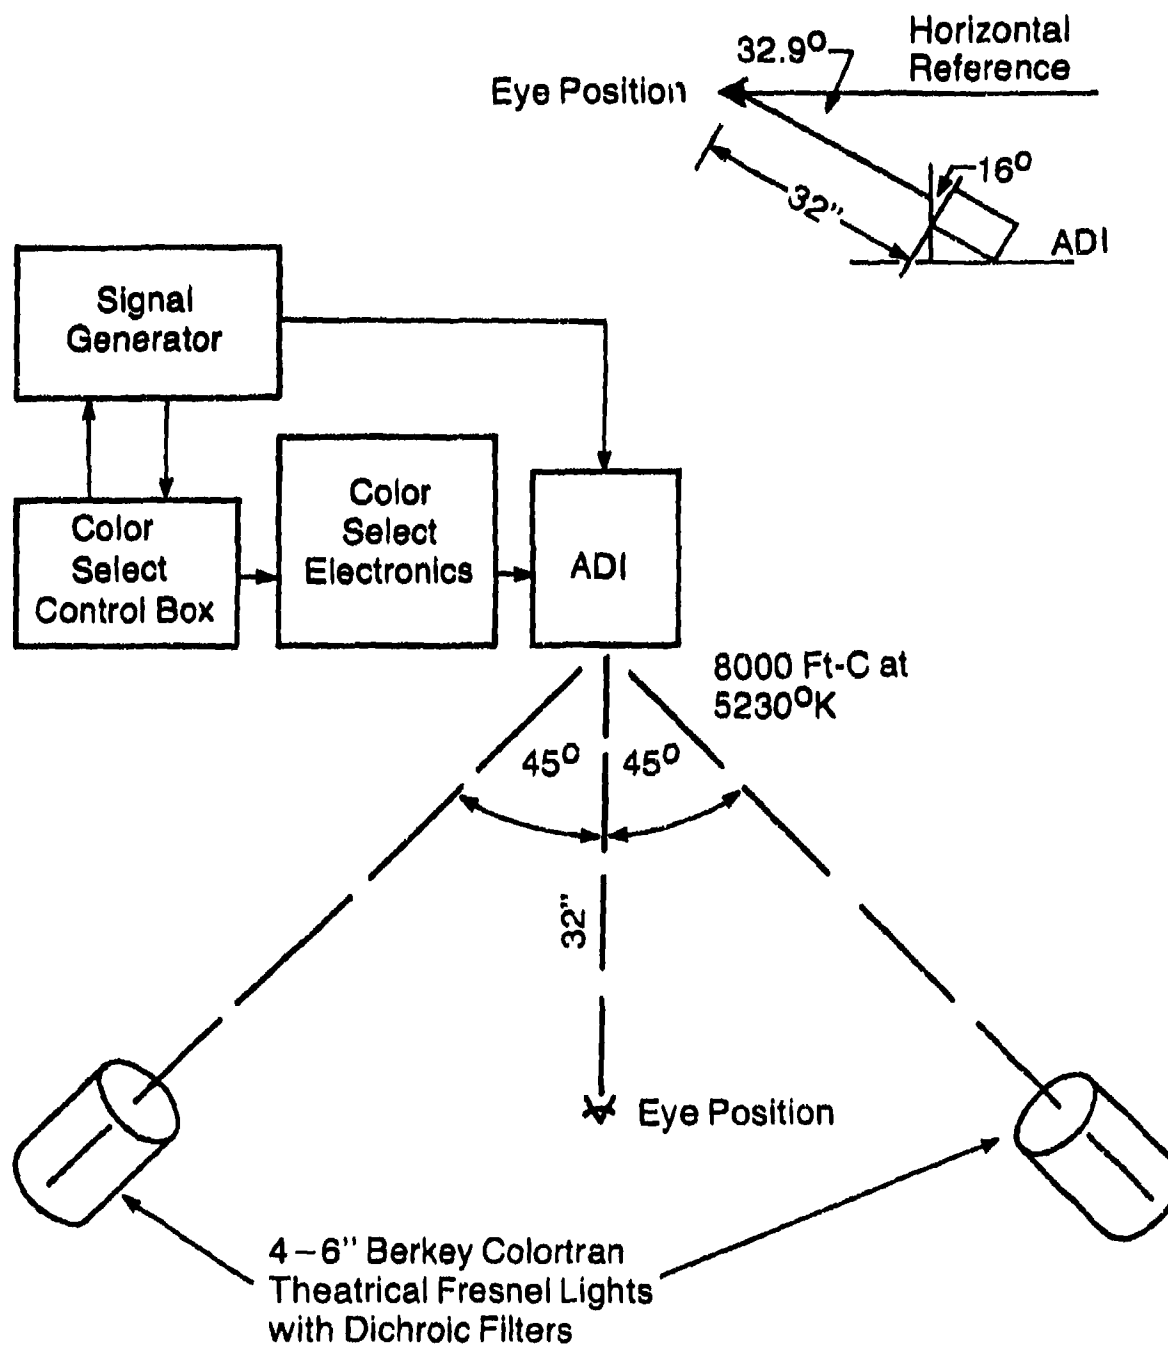 32.9°
Horizontal
Reference
Eye Position
16°
32"
ADI
Signal
Generator
Color
Select
Control Box
Color
Select
Electronics
ADI
8000 Ft-C at
5230°K
45°
45°
32"
Eye Position
4–6" Berkey Colortran
Theatrical Fresnel Lights
with Dichroic Filters